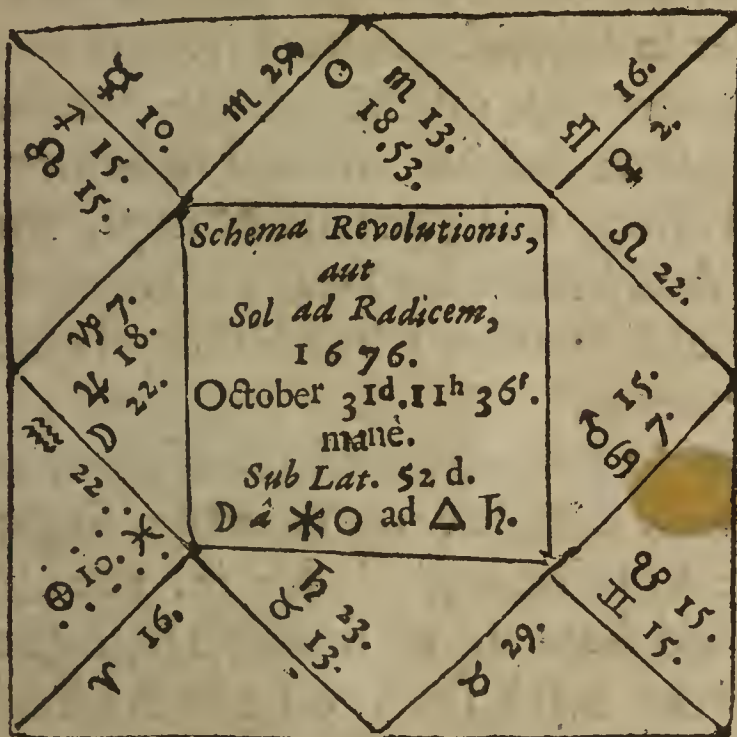 ☿ 10.
☊ ♐ 15.
15.
♏ 29
☉ ♏ 13.
18.53.
♎ 16.
♀ 2.
♌ 22.
Schema Revolutionis,
aut
Sol ad Radicem,
1676.
October 31d.11h 36′.
manè.
Sub Lat. 52 d.
☽ â ⚹ ☉ ad △ ♄.
♑ 7.
♃ 18.
☽ 22.
♂ 15.
♋ 7.
♒ 22
⊕ 10. ♓
♈ 16.
♄ 23.
♉ 13.
♉ 29.
☋ 15.
♊ 15.